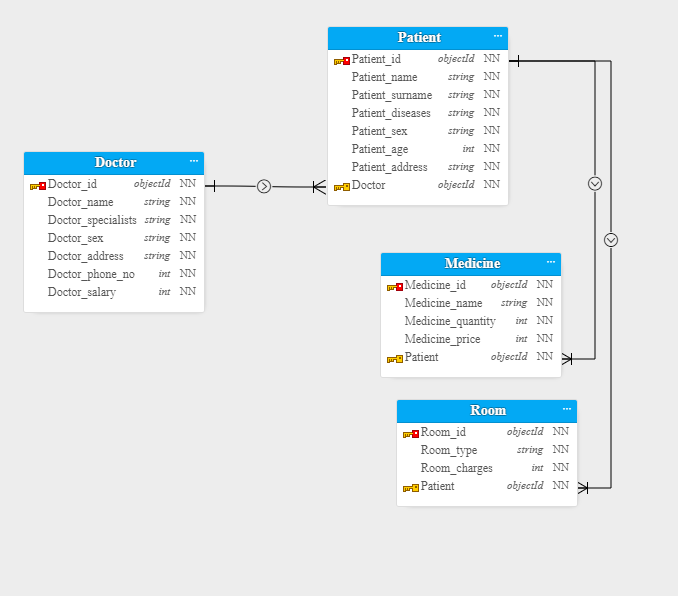 Patient ...
Patient_id objectId NN
Patient_name string NN
Patient_surname string NN
Patient_diseases string NN
Patient_sex string NN
Patient_age int NN
Patient_address string NN
Doctor objectId NN
Doctor ...
Doctor_id objectId NN
Doctor_name string NN
Doctor_specialists string NN
Doctor_sex string NN
Doctor_address string NN
Doctor_phone_no int NN
Doctor_salary int NN
Medicine ...
Medicine_id objectId NN
Medicine_name string NN
Medicine_quantity int NN
Medicine_price int NN
Patient objectId NN
Room ...
Room_id objectId NN
Room_type string NN
Room_charges int NN
Patient objectId NN